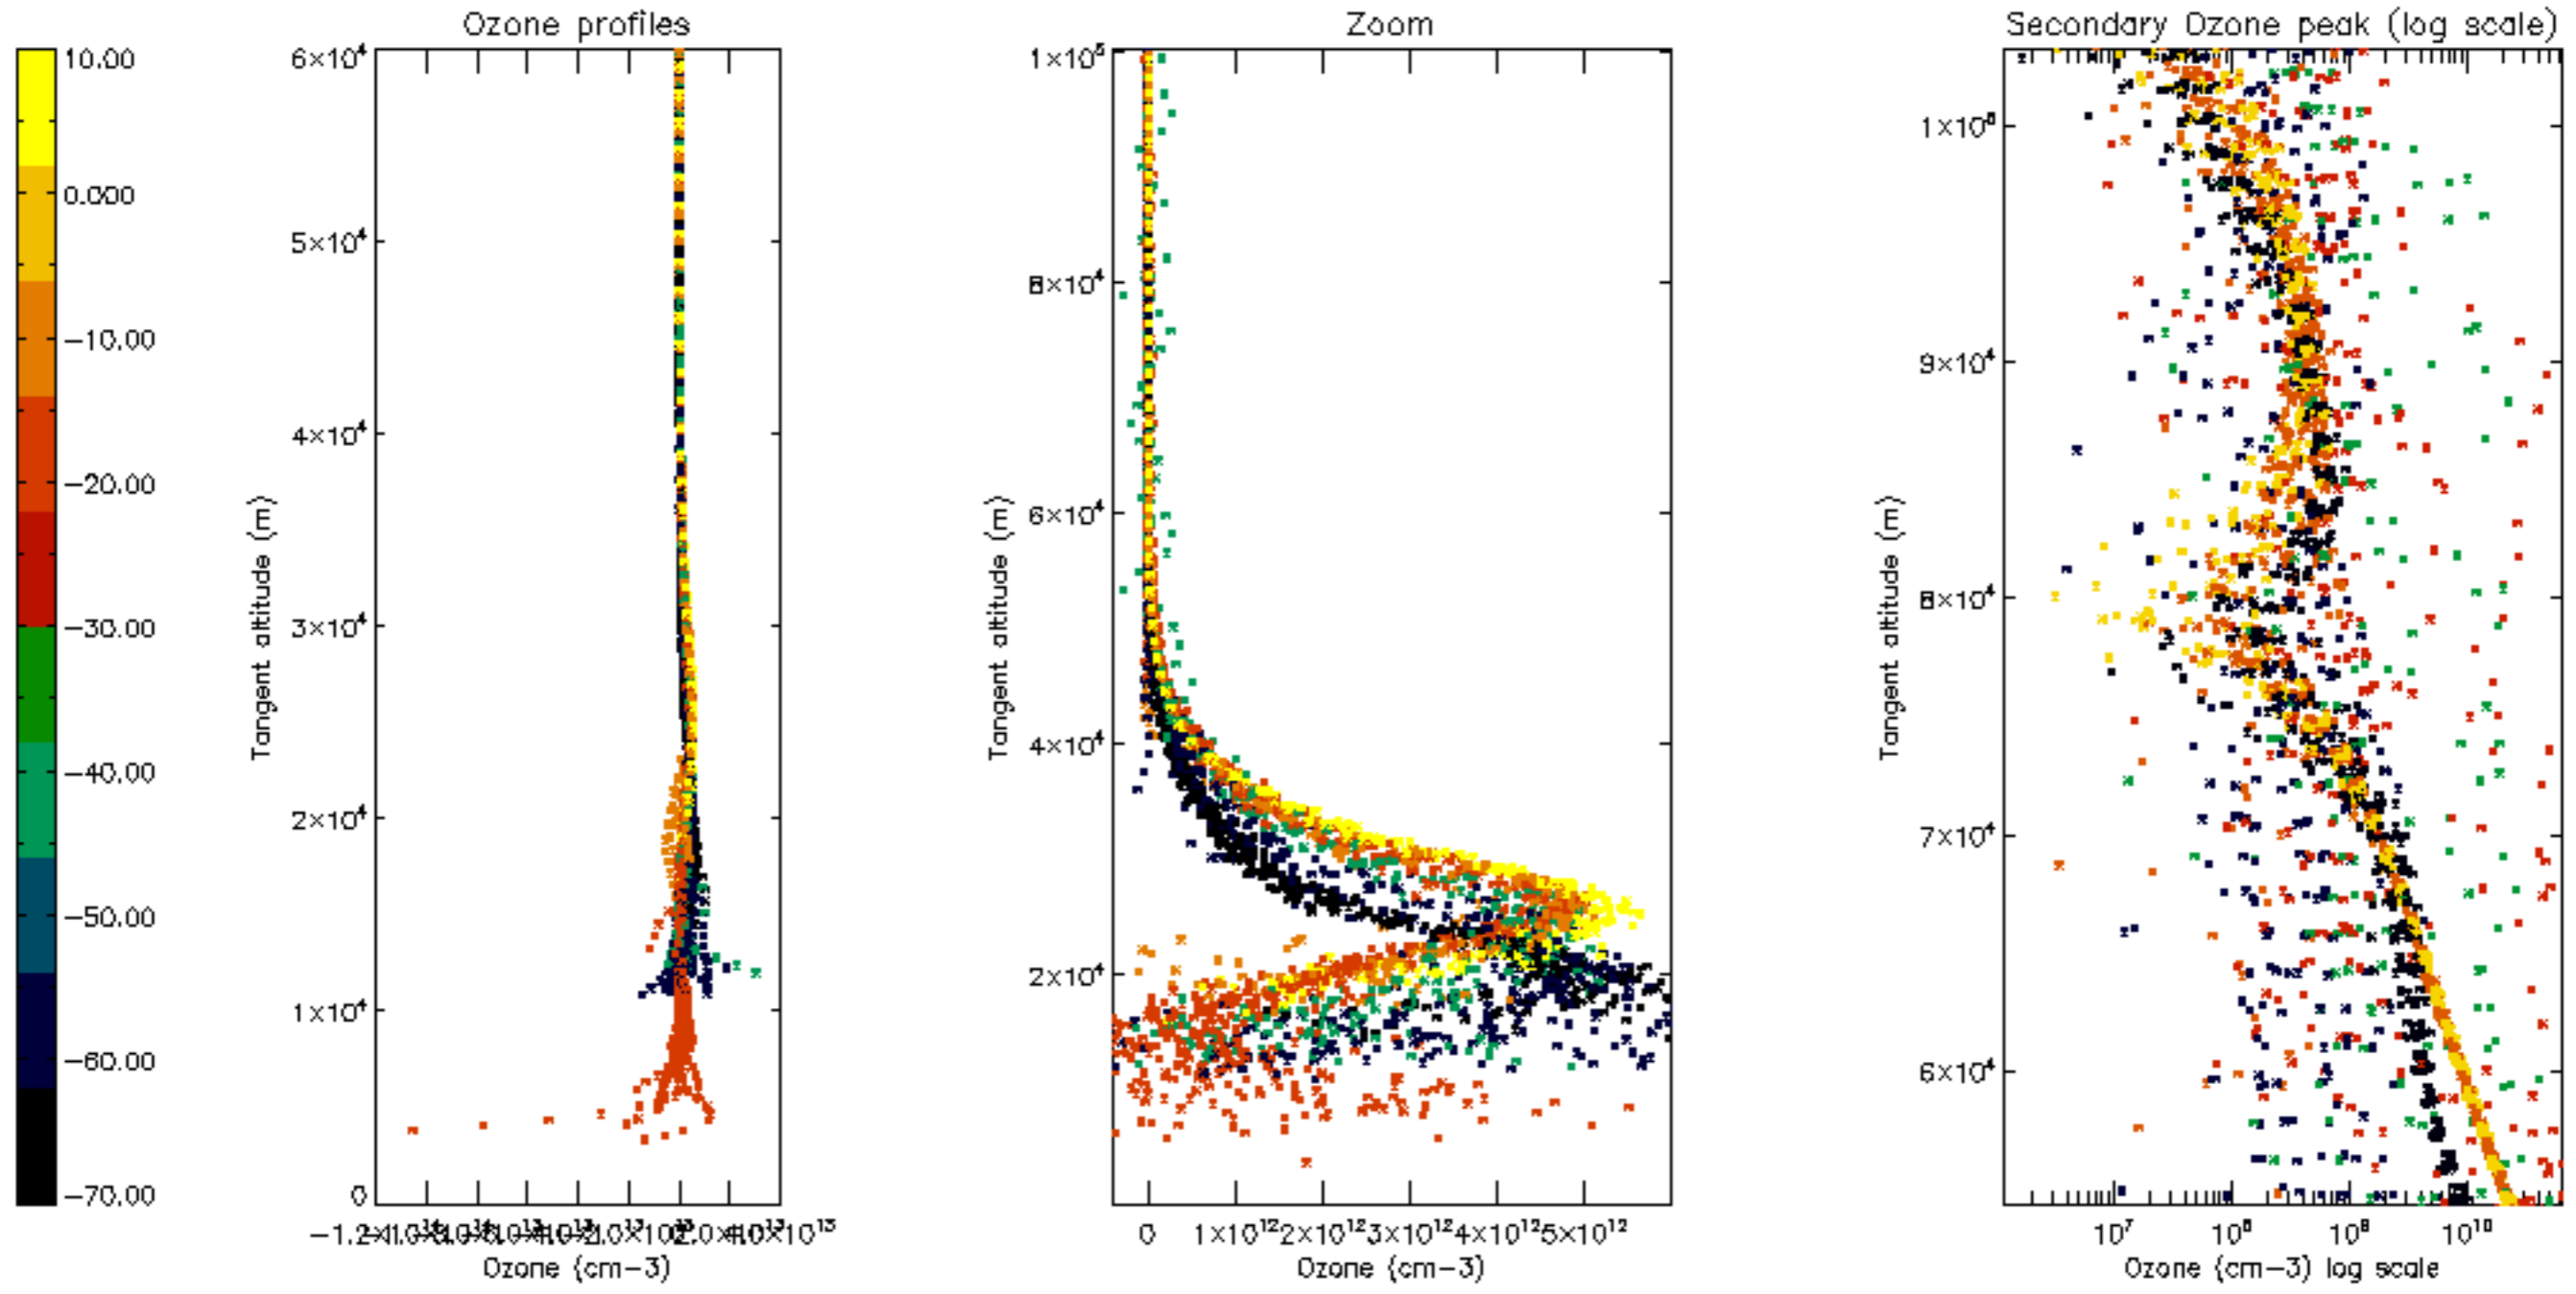 Ozone profiles
Zoom
Secondary Ozone peak (log scale)
10.00
0.000
−10.00
−20.00
−30.00
−40.00
−50.00
−60.00
−70.00
6×10⁴
5×10⁴
4×10⁴
3×10⁴
2×10⁴
1×10⁴
0
Tangent altitude (m)
Ozone (cm−3)
1×10⁵
8×10⁴
6×10⁴
4×10⁴
2×10⁴
Tangent altitude (m)
0 1×10¹² 2×10¹² 3×10¹² 4×10¹² 5×10¹²
Ozone (cm−3)
1×10⁵
9×10⁴
8×10⁴
7×10⁴
6×10⁴
Tangent altitude (m)
10⁷ 10⁸ 10⁹ 10¹⁰
Ozone (cm−3) log scale